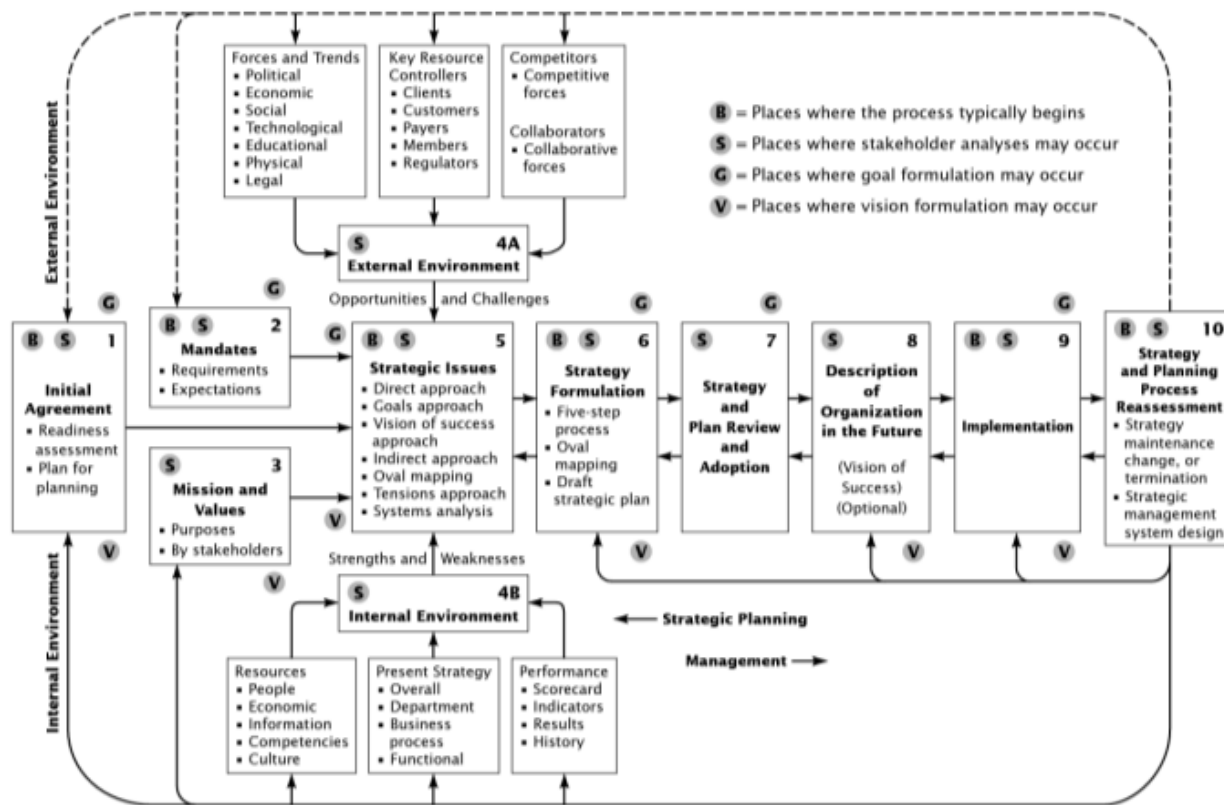 Forces and Trends
▪ Political
▪ Economic
▪ Social
▪ Technological
▪ Educational
▪ Physical
▪ Legal
Key Resource
Controllers
▪ Clients
▪ Customers
▪ Payers
▪ Members
▪ Regulators
Competitors
▪ Competitive
forces
Collaborators
▪ Collaborative
forces
B = Places where the process typically begins
S = Places where stakeholder analyses may occur
G = Places where goal formulation may occur
V = Places where vision formulation may occur
External Environment
S 4A
External Environment
Opportunities and Challenges
G
B S 1
Initial
Agreement
▪ Readiness
assessment
▪ Plan for
planning
V
G
B S 2
Mandates
▪ Requirements
▪ Expectations
S 3
Mission and
Values
▪ Purposes
▪ By stakeholders
V
G
B S 5
Strategic Issues
▪ Direct approach
▪ Goals approach
▪ Vision of success
approach
▪ Indirect approach
▪ Oval mapping
▪ Tensions approach
▪ Systems analysis
V
G
B S 6
Strategy
Formulation
▪ Five-step
process
▪ Oval
mapping
▪ Draft
strategic plan
V
G
S 7
Strategy
and
Plan Review
and
Adoption
S 8
Description
of
Organization
in the Future
(Vision of
Success)
(Optional)
V
G
B S 9
Implementation
V
B S 10
Strategy
and Planning
Process
Reassessment
▪ Strategy
maintenance
change, or
termination
▪ Strategic
management
system design
Strengths and Weaknesses
S 4B
Internal Environment
Strategic Planning
Management
Internal Environment
Resources
▪ People
▪ Economic
▪ Information
▪ Competencies
▪ Culture
Present Strategy
▪ Overall
▪ Department
▪ Business
process
▪ Functional
Performance
▪ Scorecard
▪ Indicators
▪ Results
▪ History